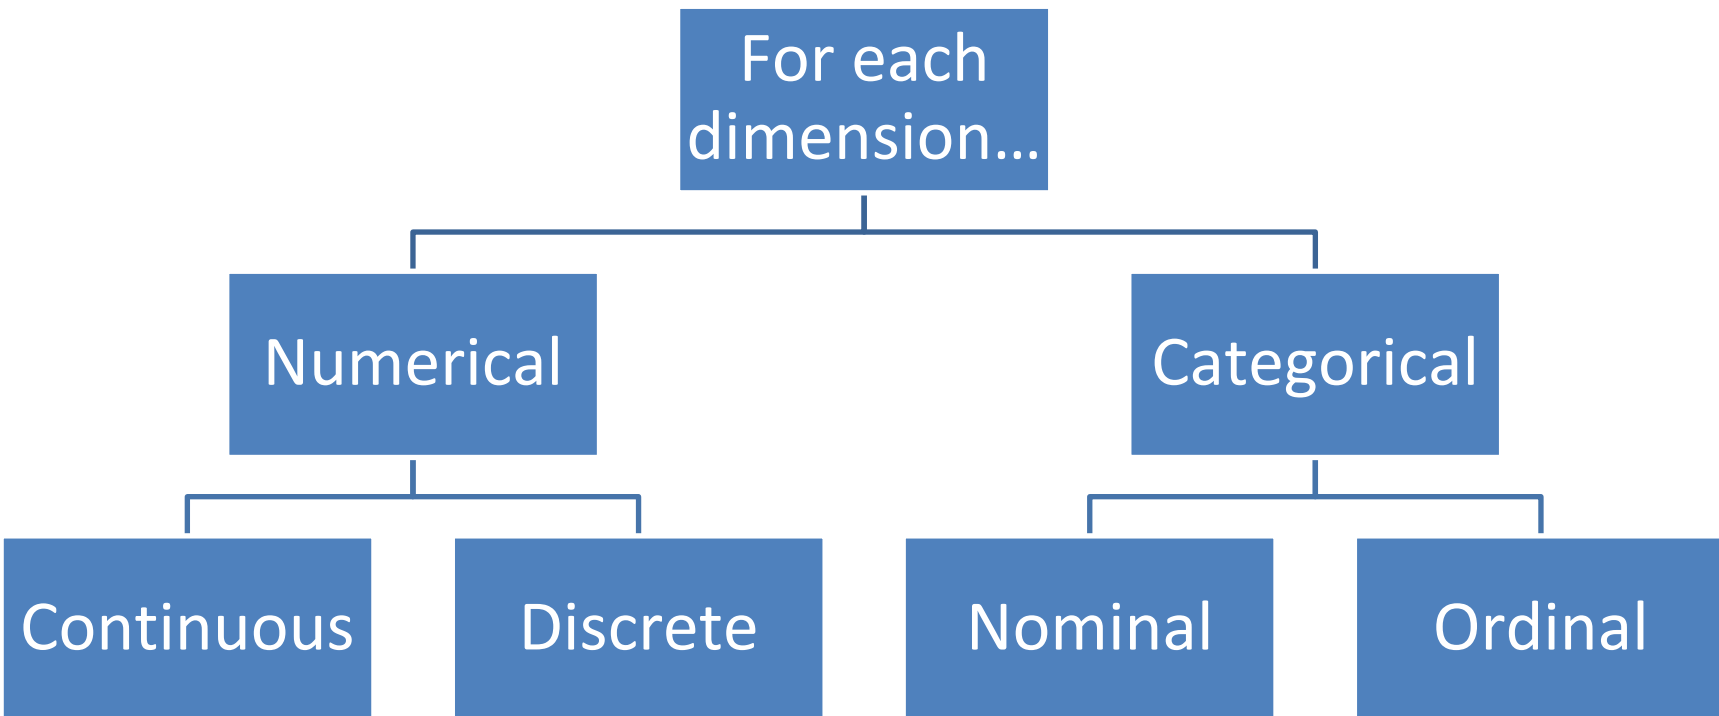 For each
dimension…
Numerical
Categorical
Continuous
Discrete
Nominal
Ordinal